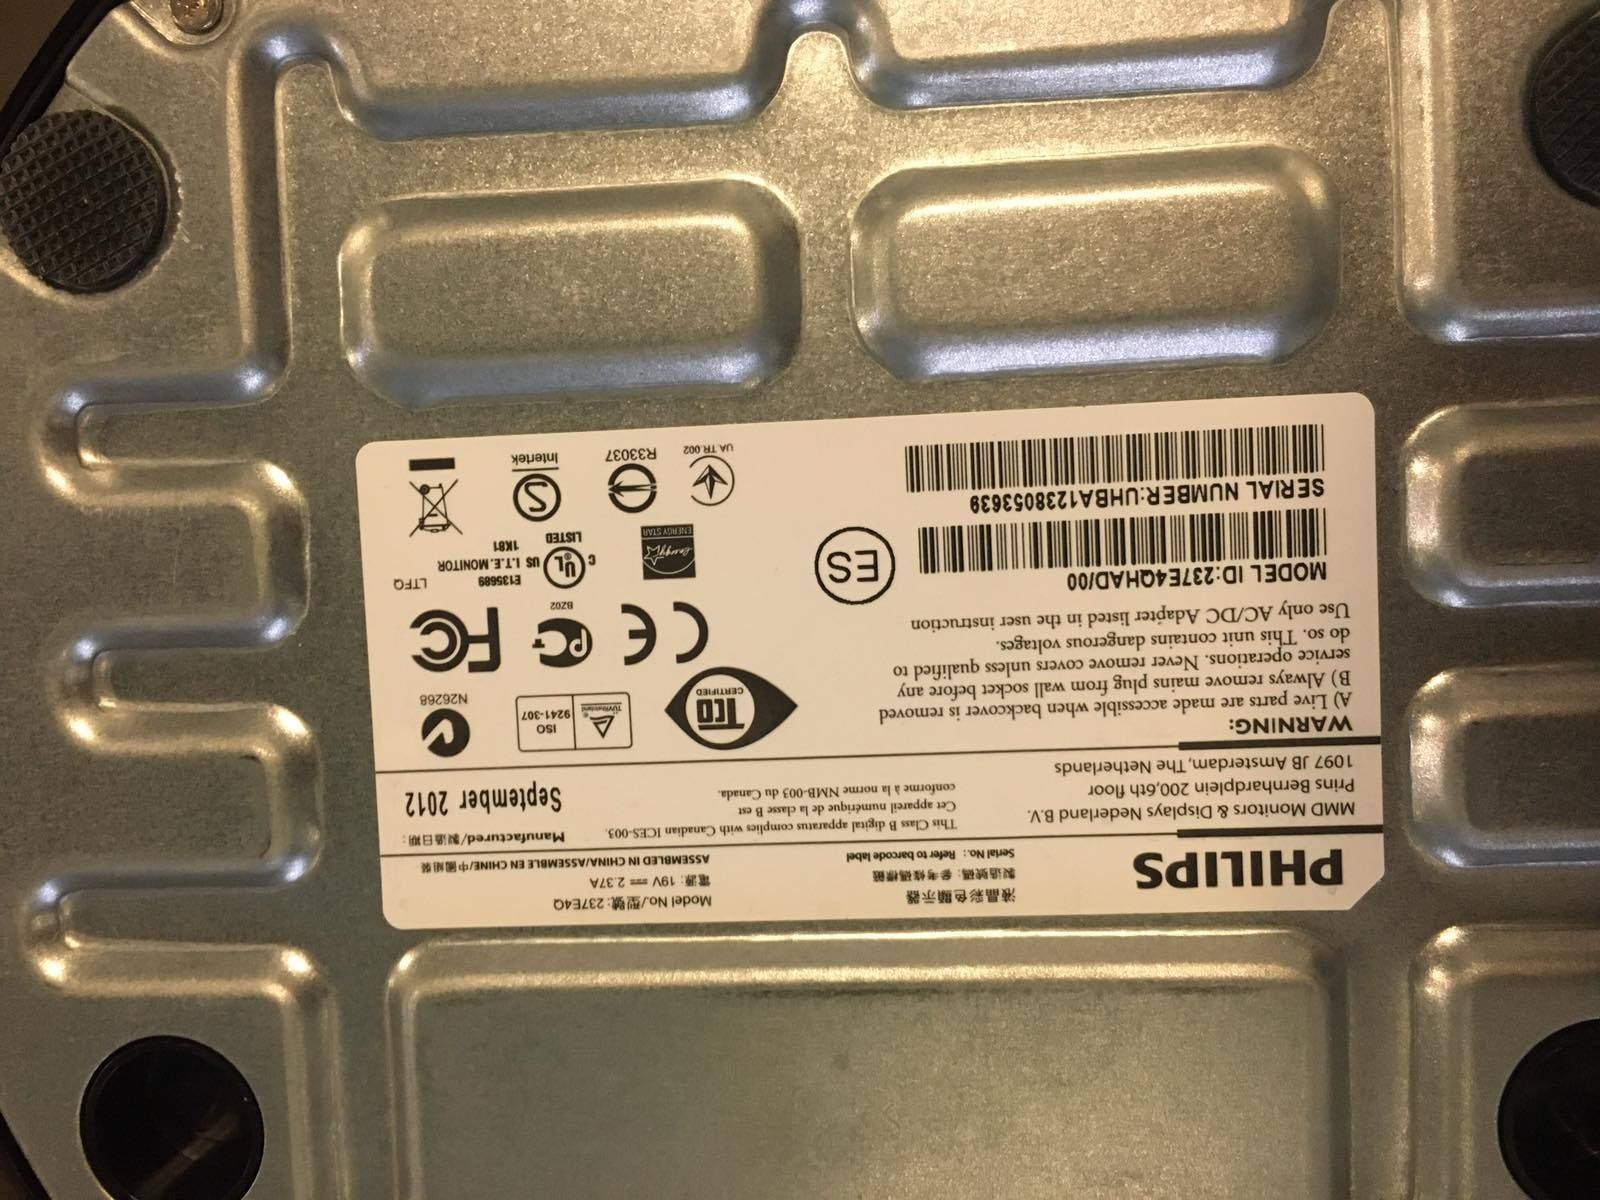 PHILIPS
液晶彩色顯示器
製造號碼: 參考條碼標籤
Serial No.: Refer to barcode label
Model No./型號: 237E4Q
電源: 19V ⎓ 2.37A
ASSEMBLED IN CHINA/ASSEMBLE EN CHINE/中國組裝
MMD Monitors & Displays Nederland B.V.
Prins Bernhardplein 200,6th floor
1097 JB Amsterdam, The Netherlands
This Class B digital apparatus complies with Canadian ICES-003.
Cet appareil numérique de la classe B est
conforme à la norme NMB-003 du Canada.
Manufactured/製造日期:
September 2012
WARNING:
A) Live parts are made accessible when backcover is removed
B) Always remove mains plug from wall socket before any
service operations. Never remove covers unless qualified to
do so. This unit contains dangerous voltages.
Use only AC/DC Adapter listed in the user instruction
MODEL ID:237E4QHAD/00
SERIAL NUMBER:UHBA1238053639
ES
TCO
CERTIFIED
TÜVRheinland
ISO
9241-307
N26268
CE
PC T
BZ02
FC
energy
ENERGY STAR
C UL US
LISTED
E135689
I.T.E. MONITOR
1K81
LTFQ
UA TR.002
R33037
S
Intertek